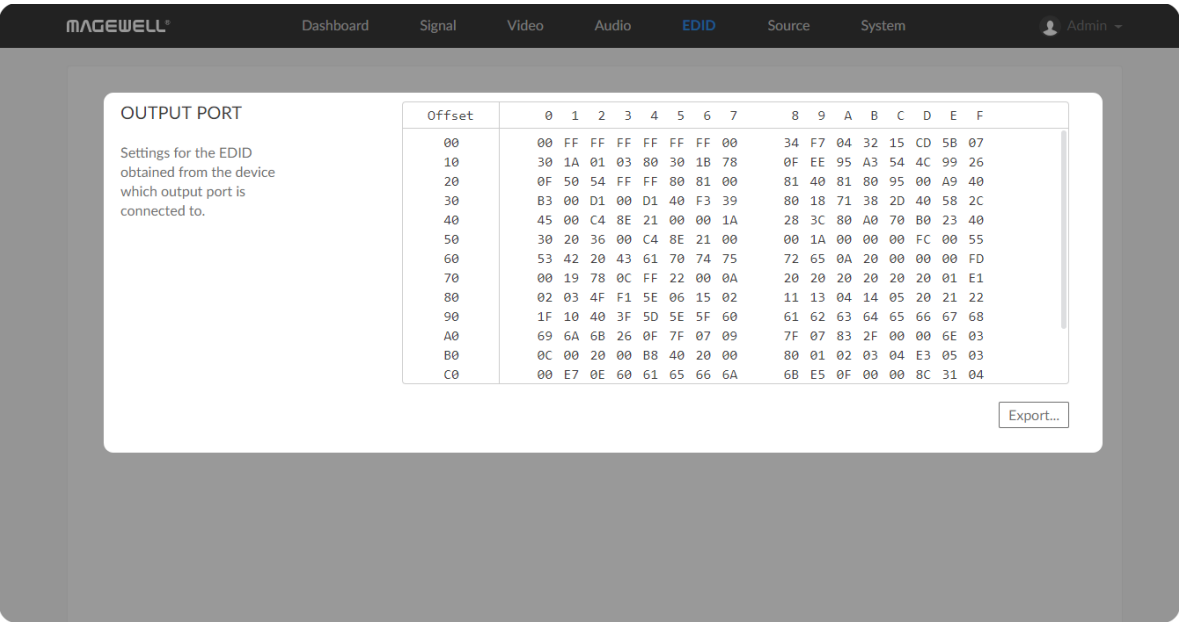 MAGEWELL® Dashboard Signal Video Audio EDID Source System Admin
OUTPUT PORT
Settings for the EDID
obtained from the device
which output port is
connected to.
Offset 0 1 2 3 4 5 6 7 8 9 A B C D E F
00 00 FF FF FF FF FF FF 00 34 F7 04 32 15 CD 5B 07
10 30 1A 01 03 80 30 1B 78 0F EE 95 A3 54 4C 99 26
20 0F 50 54 FF FF 80 81 00 81 40 81 80 95 00 A9 40
30 B3 00 D1 00 D1 40 F3 39 80 18 71 38 2D 40 58 2C
40 45 00 C4 8E 21 00 00 1A 28 3C 80 A0 70 B0 23 40
50 30 20 36 00 C4 8E 21 00 00 1A 00 00 00 FC 00 55
60 53 42 20 43 61 70 74 75 72 65 0A 20 00 00 00 FD
70 00 19 78 0C FF 22 00 0A 20 20 20 20 20 20 01 E1
80 02 03 4F F1 5E 06 15 02 11 13 04 14 05 20 21 22
90 1F 10 40 3F 5D 5E 5F 60 61 62 63 64 65 66 67 68
A0 69 6A 6B 26 0F 7F 07 09 7F 07 83 2F 00 00 6E 03
B0 0C 00 20 00 B8 40 20 00 80 01 02 03 04 E3 05 03
C0 00 E7 0E 60 61 65 66 6A 6B E5 0F 00 00 8C 31 04
Export...